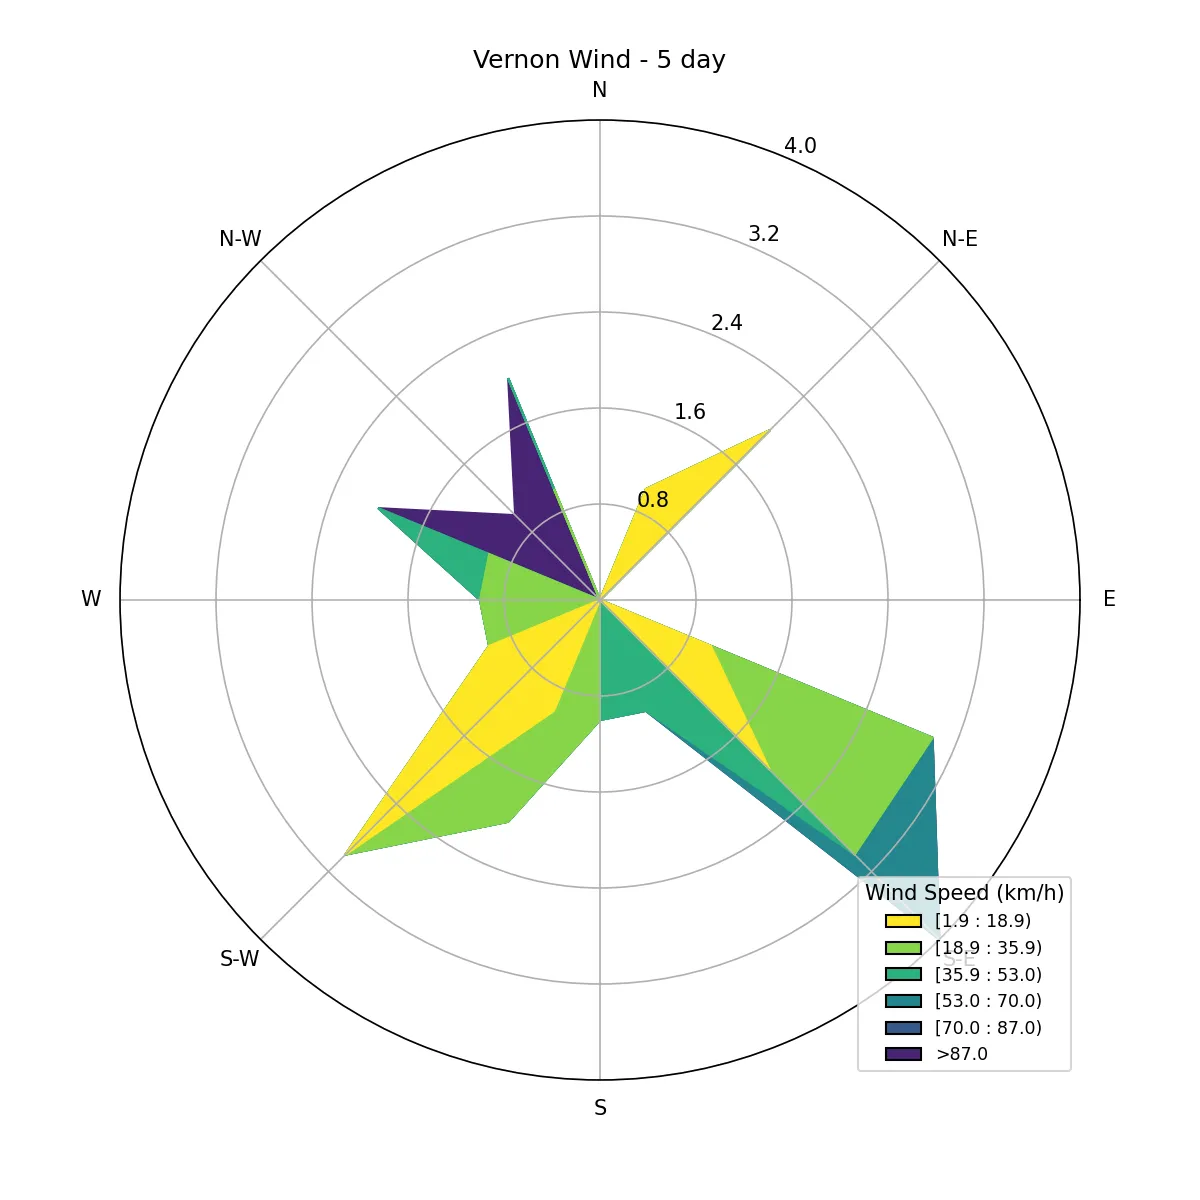 Vernon Wind - 5 day
N
4.0
N-W
3.2
N-E
2.4
1.6
0.8
W
E
Wind Speed (km/h)
[1.9 : 18.9)
[18.9 : 35.9)
S-W
S-E
[35.9 : 53.0)
[53.0 : 70.0)
[70.0 : 87.0)
>87.0
S